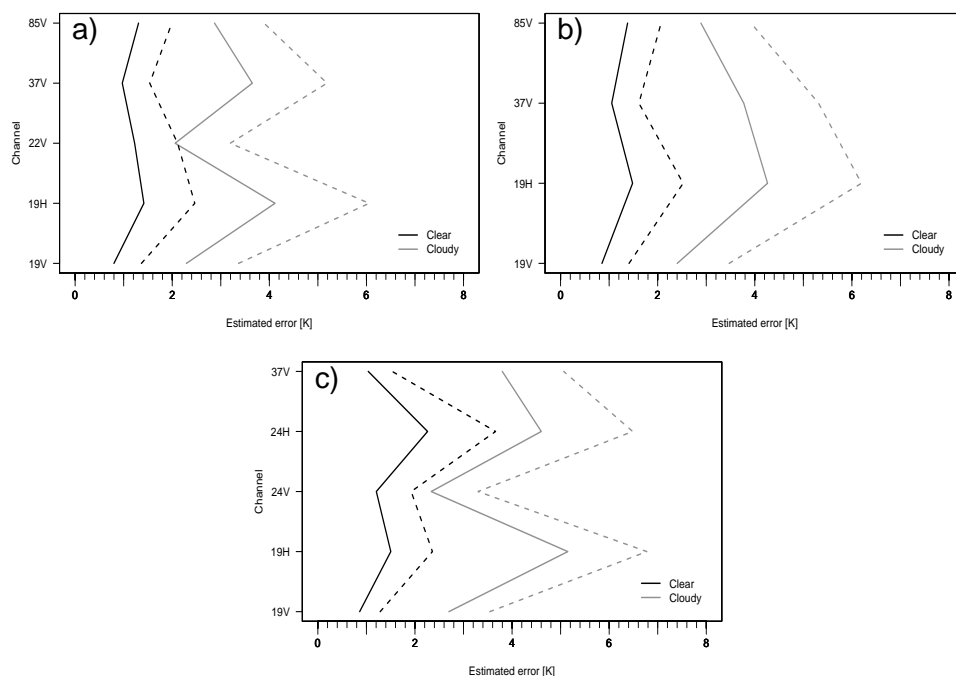 a)
85V
37V
22V
19H
19V
Channel
Clear
Cloudy
0 2 4 6 8
Estimated error [K]
b)
85V
37V
19H
19V
Channel
Clear
Cloudy
0 2 4 6 8
Estimated error [K]
c)
37V
24H
24V
19H
19V
Channel
Clear
Cloudy
0 2 4 6 8
Estimated error [K]